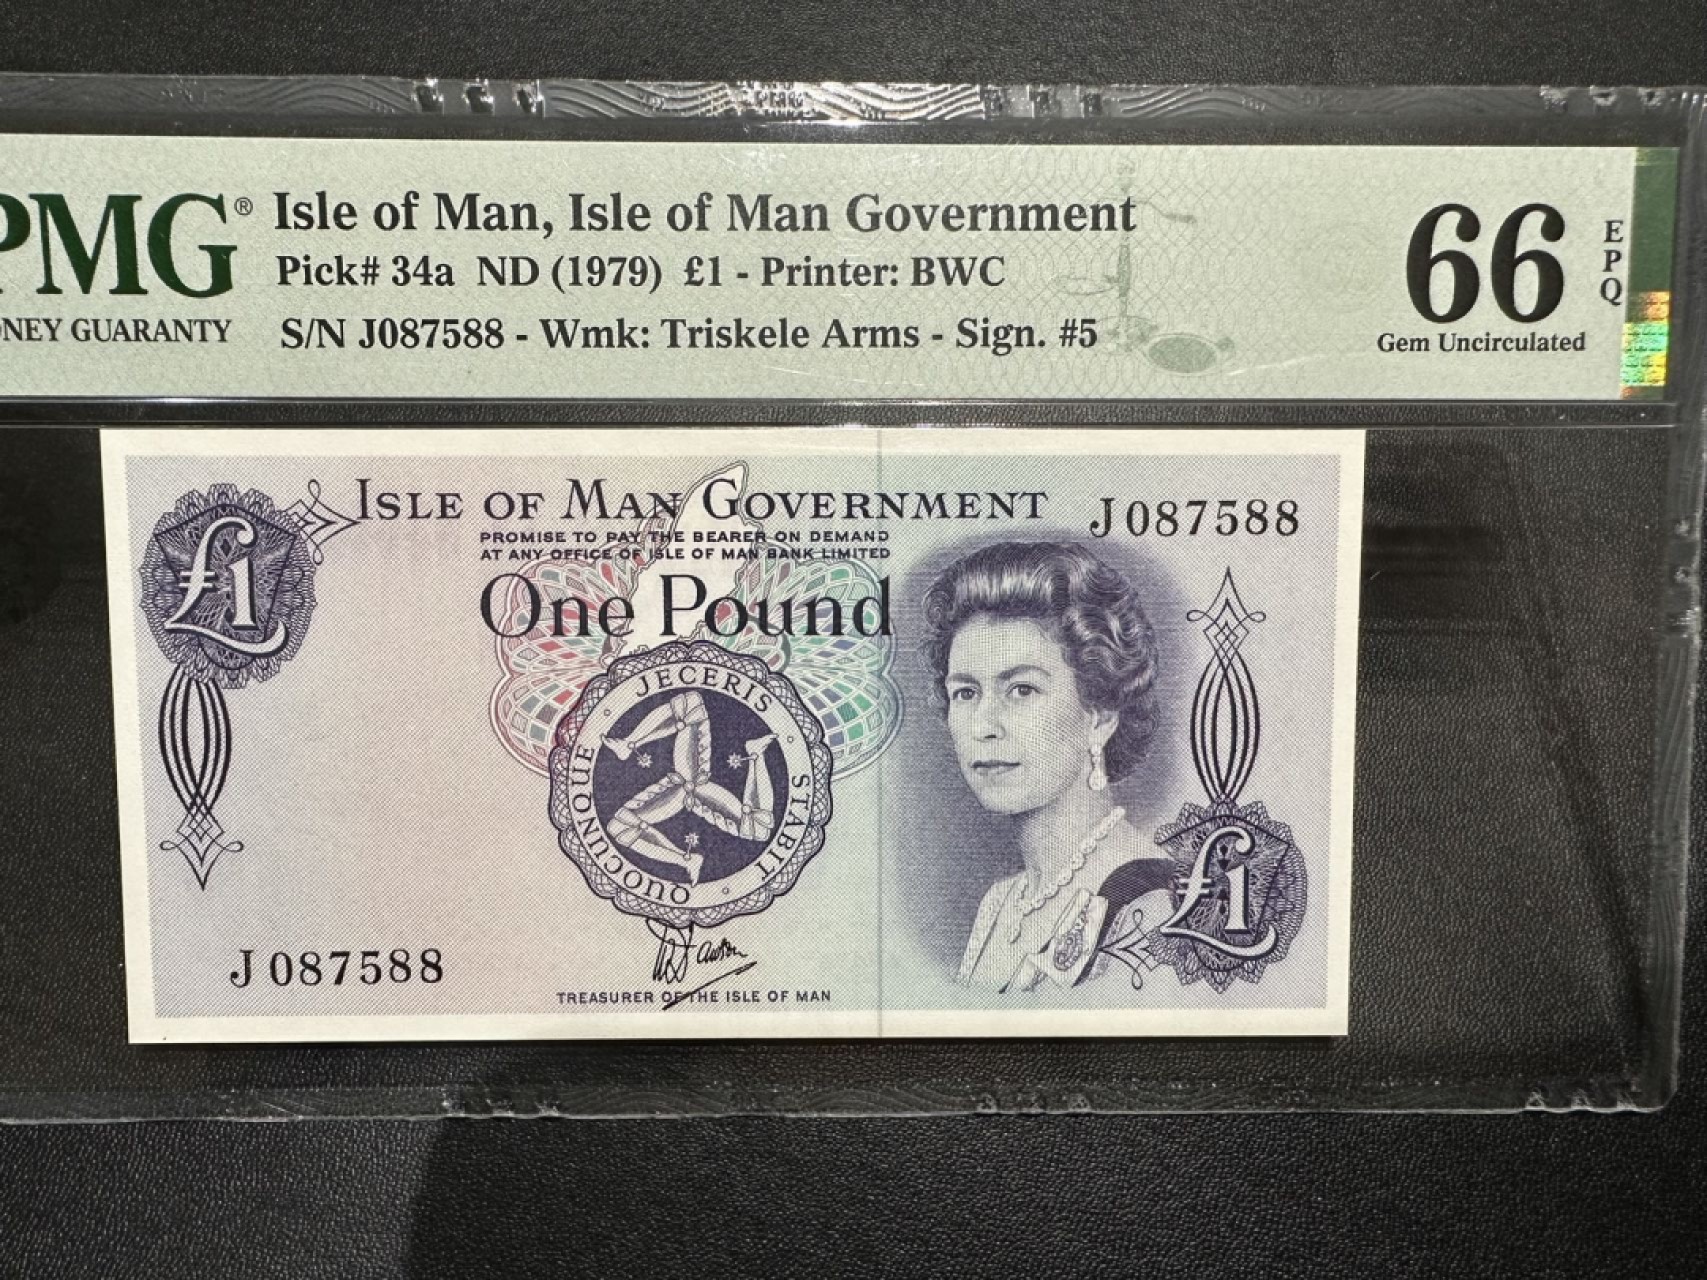 PMG®
Isle of Man, Isle of Man Government
Pick# 34a ND (1979) £1 - Printer: BWC
S/N J087588 - Wmk: Triskele Arms - Sign. #5
GUARANTY
66
EPQ
Gem Uncirculated
ISLE OF MAN GOVERNMENT
J087588
PROMISE TO PAY THE BEARER ON DEMAND
AT ANY OFFICE OF ISLE OF MAN BANK LIMITED
£1
One Pound
QUOCUNQUE JECERIS STABIT
£1
J087588
TREASURER OF THE ISLE OF MAN